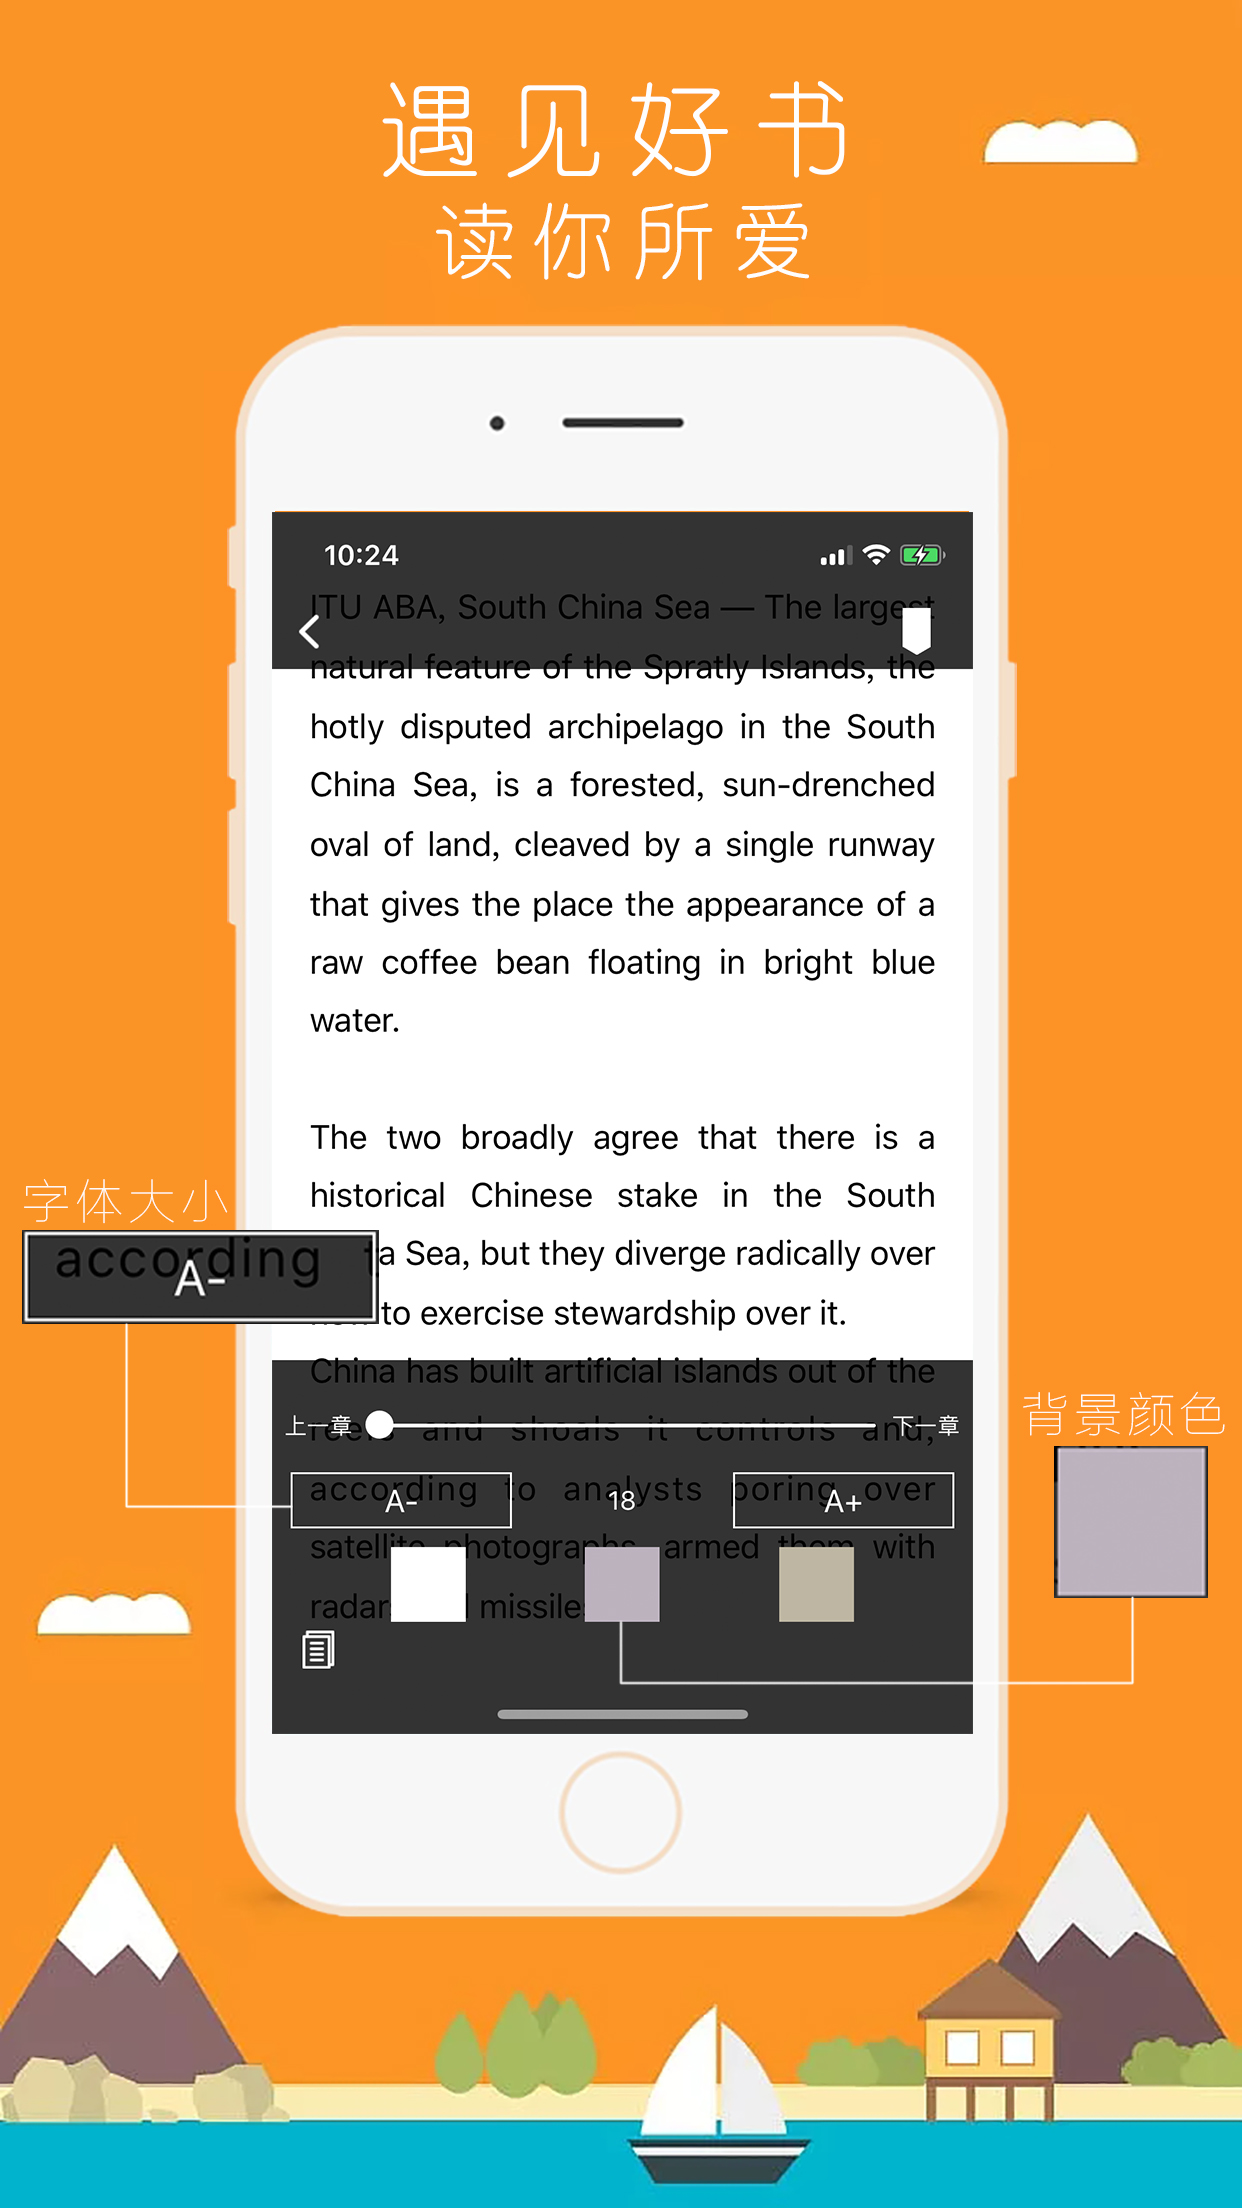 遇见好书
读你所爱
10:24
ITU ABA, South China Sea — The largest
natural feature of the Spratly Islands, the
hotly disputed archipelago in the South
China Sea, is a forested, sun-drenched
oval of land, cleaved by a single runway
that gives the place the appearance of a
raw coffee bean floating in bright blue
water.
The two broadly agree that there is a
historical Chinese stake in the South
字体大小
according
A-
ta Sea, but they diverge radically over
to exercise stewardship over it.
China has built artificial islands out of the
上一章
下一章
reefs and shoals it controls and,
背景颜色
according to analysts poring over
A-
18
A+
satellite photographs, armed them with
radar missile